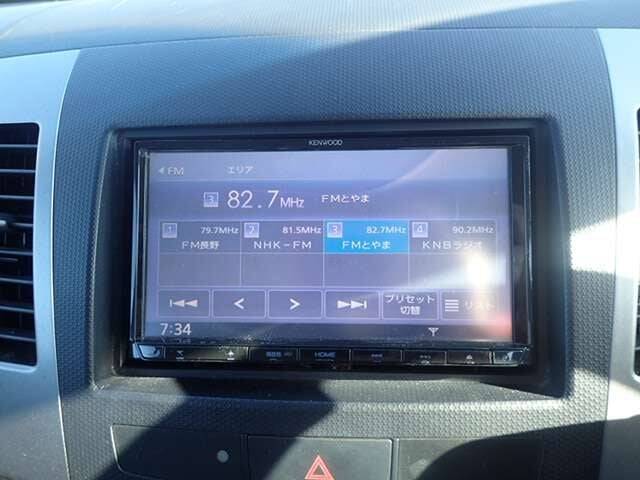 KENWOOD
FM エリア
3 82.7MHz FMとやま
1 79.7MHz 2 81.5MHz 3 82.7MHz 4 90.2MHz
FM長野 NHK-FM FMとやま KNBラジオ
プリセット
切替 リスト
7:34
HOME